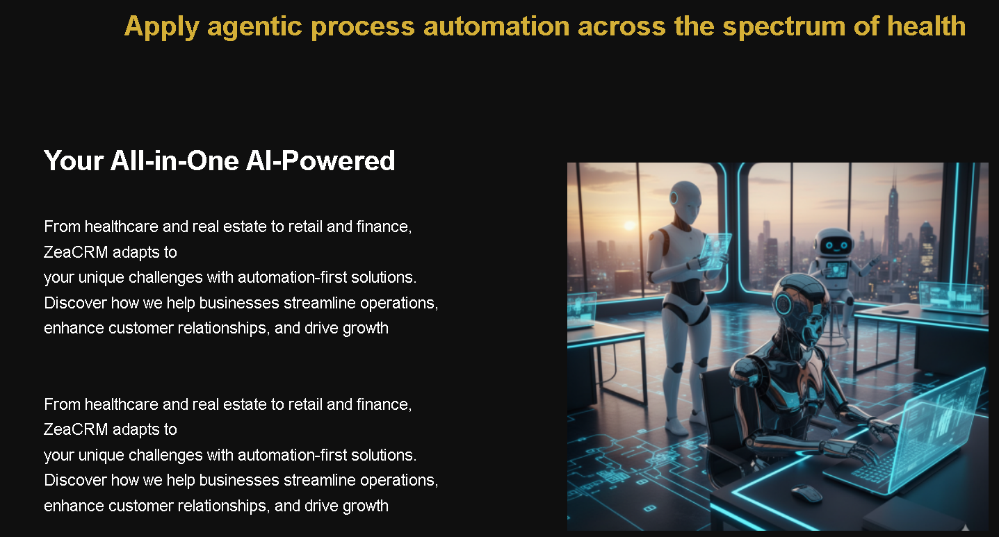 Apply agentic process automation across the spectrum of health
Your All-in-One AI-Powered
From healthcare and real estate to retail and finance,
ZeaCRM adapts to
your unique challenges with automation-first solutions.
Discover how we help businesses streamline operations,
enhance customer relationships, and drive growth
From healthcare and real estate to retail and finance,
ZeaCRM adapts to
your unique challenges with automation-first solutions.
Discover how we help businesses streamline operations,
enhance customer relationships, and drive growth